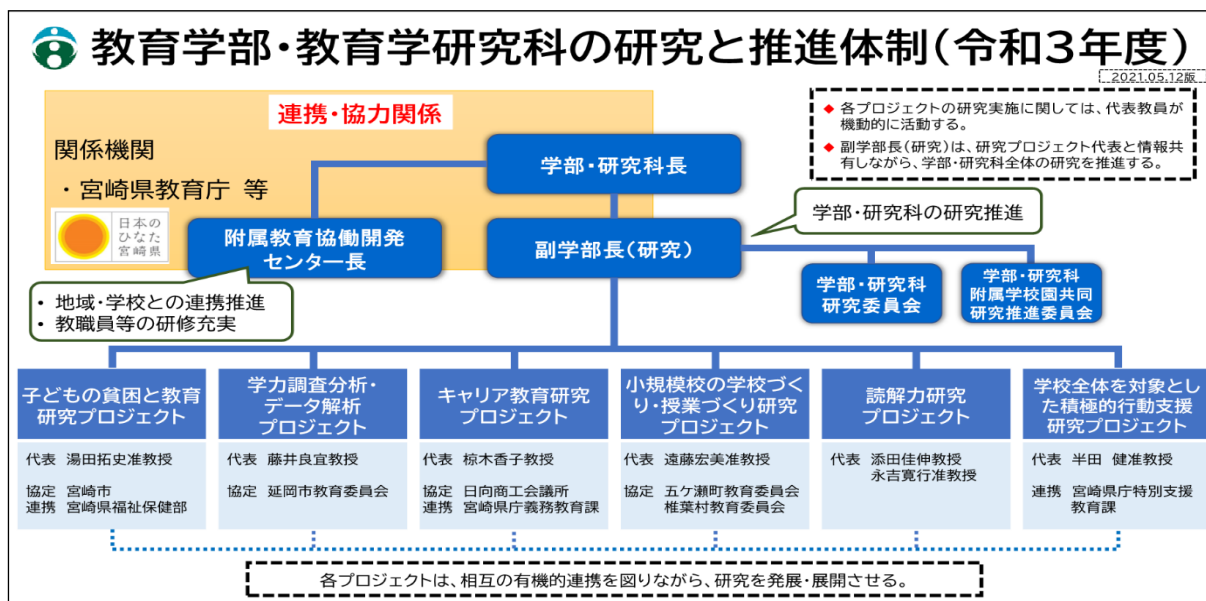 教育学部・教育学研究科の研究と推進体制(令和3年度)
2021.05.12版
連携・協力関係
関係機関
・宮崎県教育庁 等
日本の
ひなた
宮崎県
学部・研究科長
◆ 各プロジェクトの研究実施に関しては、代表教員が
機動的に活動する。
◆ 副学部長(研究)は、研究プロジェクト代表と情報共
有しながら、学部・研究科全体の研究を推進する。
附属教育協働開発
センター長
副学部長(研究)
学部・研究科の研究推進
・ 地域・学校との連携推進
・ 教職員等の研修充実
学部・研究科
研究委員会
学部・研究科
附属学校園共同
研究推進委員会
子どもの貧困と教育
研究プロジェクト
代表 湯田拓史准教授
協定 宮崎市
連携 宮崎県福祉保健部
学力調査分析・
データ解析
プロジェクト
代表 藤井良宜教授
協定 延岡市教育委員会
キャリア教育研究
プロジェクト
代表 椋木香子教授
協定 日向商工会議所
連携 宮崎県庁義務教育課
小規模校の学校づく
り・授業づくり研究
プロジェクト
代表 遠藤宏美准教授
協定 五ケ瀬町教育委員会
椎葉村教育委員会
読解力研究
プロジェクト
代表 添田佳伸教授
永吉寛行准教授
学校全体を対象とし
た積極的行動支援
研究プロジェクト
代表 半田 健准教授
連携 宮崎県庁特別支援
教育課
各プロジェクトは、相互の有機的連携を図りながら、研究を発展・展開させる。